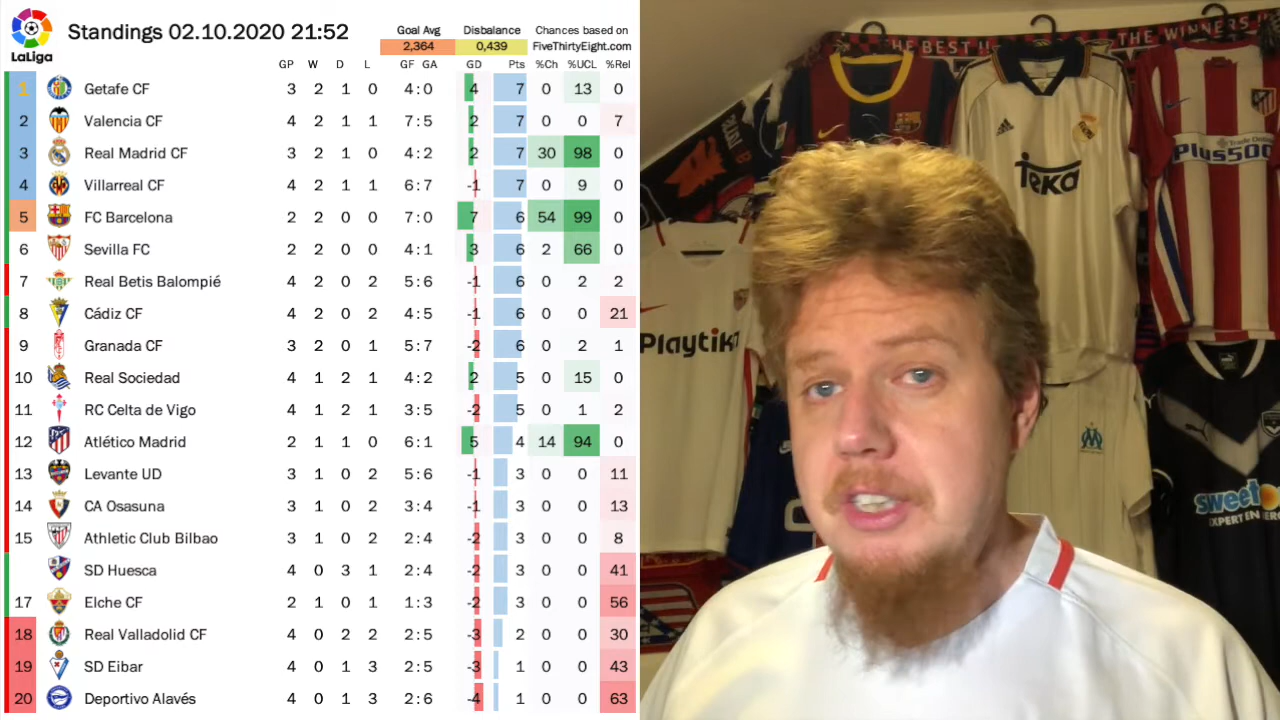 LaLiga
Standings 02.10.2020 21:52
Goal Avg Disbalance Chances based on
2,364 0,439 FiveThirtyEight.com
GP W D L GF GA GD Pts %Ch %UCL %Rel
1 Getafe CF 3 2 1 0 4:0 4 7 0 13 0
2 Valencia CF 4 2 1 1 7:5 2 7 0 0 7
3 Real Madrid CF 3 2 1 0 4:2 2 7 30 98 0
4 Villarreal CF 4 2 1 1 6:7 -1 7 0 9 0
5 FC Barcelona 2 2 0 0 7:0 7 6 54 99 0
6 Sevilla FC 2 2 0 0 4:1 3 6 2 66 0
7 Real Betis Balompié 4 2 0 2 5:6 -1 6 0 2 2
8 Cádiz CF 4 2 0 2 4:5 -1 6 0 0 21
9 Granada CF 3 2 0 1 5:7 -2 6 0 2 1
10 Real Sociedad 4 1 2 1 4:2 2 5 0 15 0
11 RC Celta de Vigo 4 1 2 1 3:5 -2 5 0 1 2
12 Atlético Madrid 2 1 1 0 6:1 5 4 14 94 0
13 Levante UD 3 1 0 2 5:6 -1 3 0 0 11
14 CA Osasuna 3 1 0 2 3:4 -1 3 0 0 13
15 Athletic Club Bilbao 3 1 0 2 2:4 -2 3 0 0 8
SD Huesca 4 0 3 1 2:4 -2 3 0 0 41
17 Elche CF 2 1 0 1 1:3 -2 3 0 0 56
18 Real Valladolid CF 4 0 2 2 2:5 -3 2 0 0 30
19 SD Eibar 4 0 1 3 2:5 -3 1 0 0 43
20 Deportivo Alavés 4 0 1 3 2:6 -4 1 0 0 63
THE BEST
THE WINNERS
Teka
Plus500
Playtika
sweet
EXPERT EN ENERG